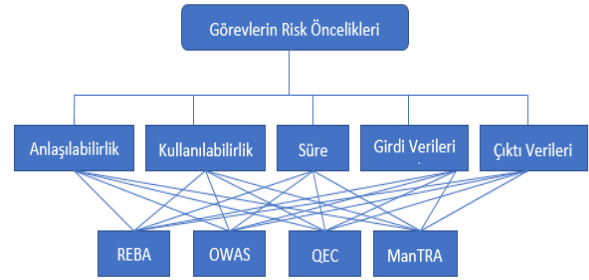 Görevlerin Risk Öncelikleri
Anlaşılabilirlik
Kullanılabilirlik
Süre
Girdi Verileri
Çıktı Verileri
REBA
OWAS
QEC
ManTRA